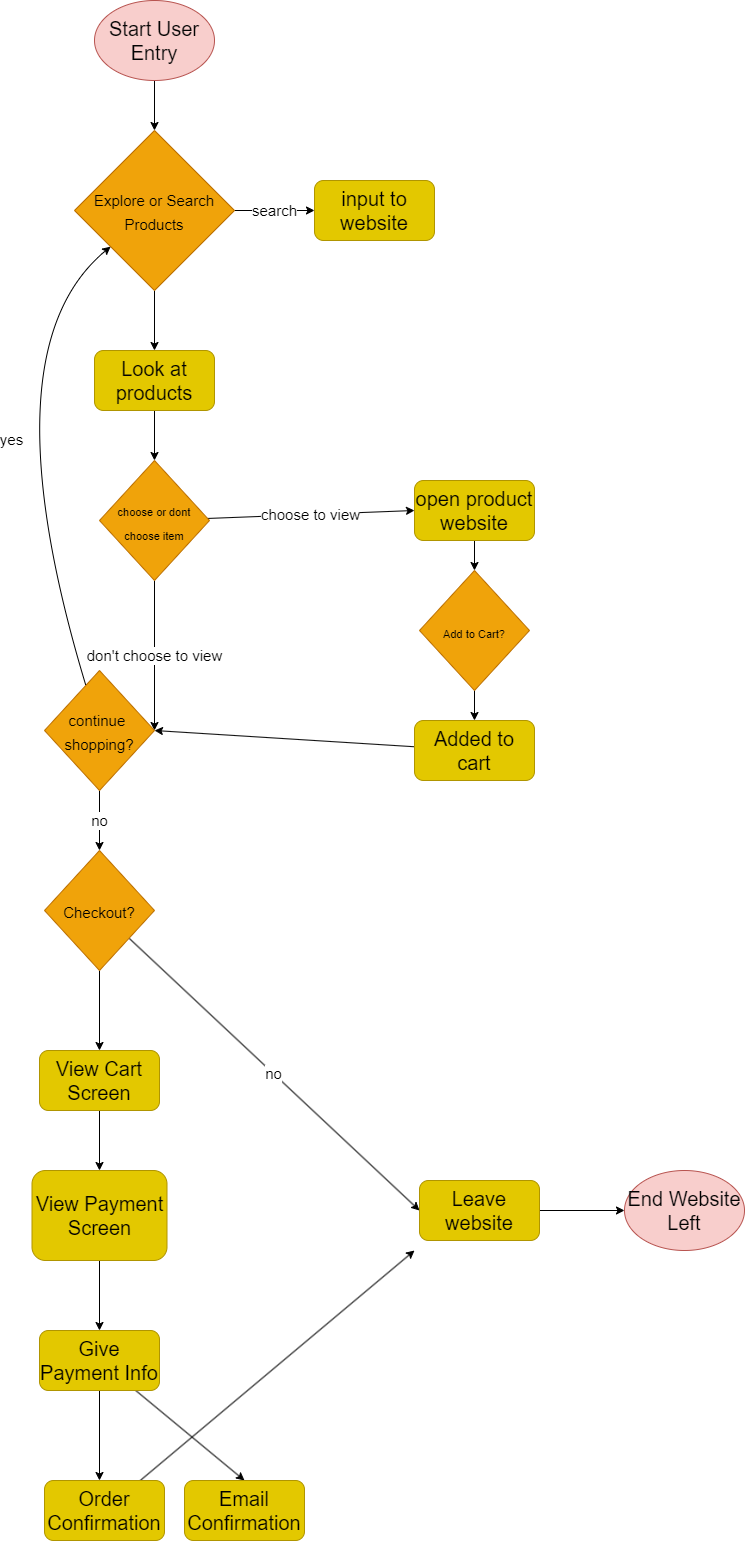 Start User
Entry
Explore or Search
Products
search
input to
website
Look at
products
yes
choose or dont
choose item
choose to view
open product
website
Add to Cart?
don't choose to view
continue
shopping?
Added to
cart
no
Checkout?
View Cart
Screen
no
View Payment
Screen
Leave
website
End Website
Left
Give
Payment Info
Order
Confirmation
Email
Confirmation